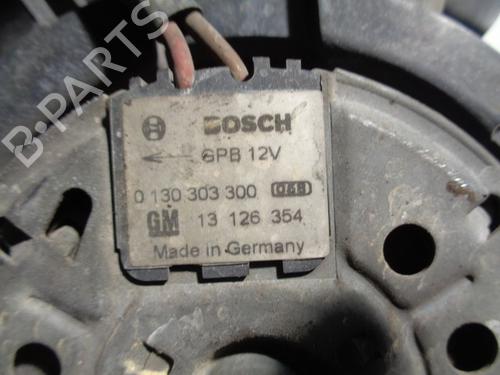 B-PARTS
BOSCH
GPB 12V
0 130 303 300
GM 13 126 354
Made in Germany